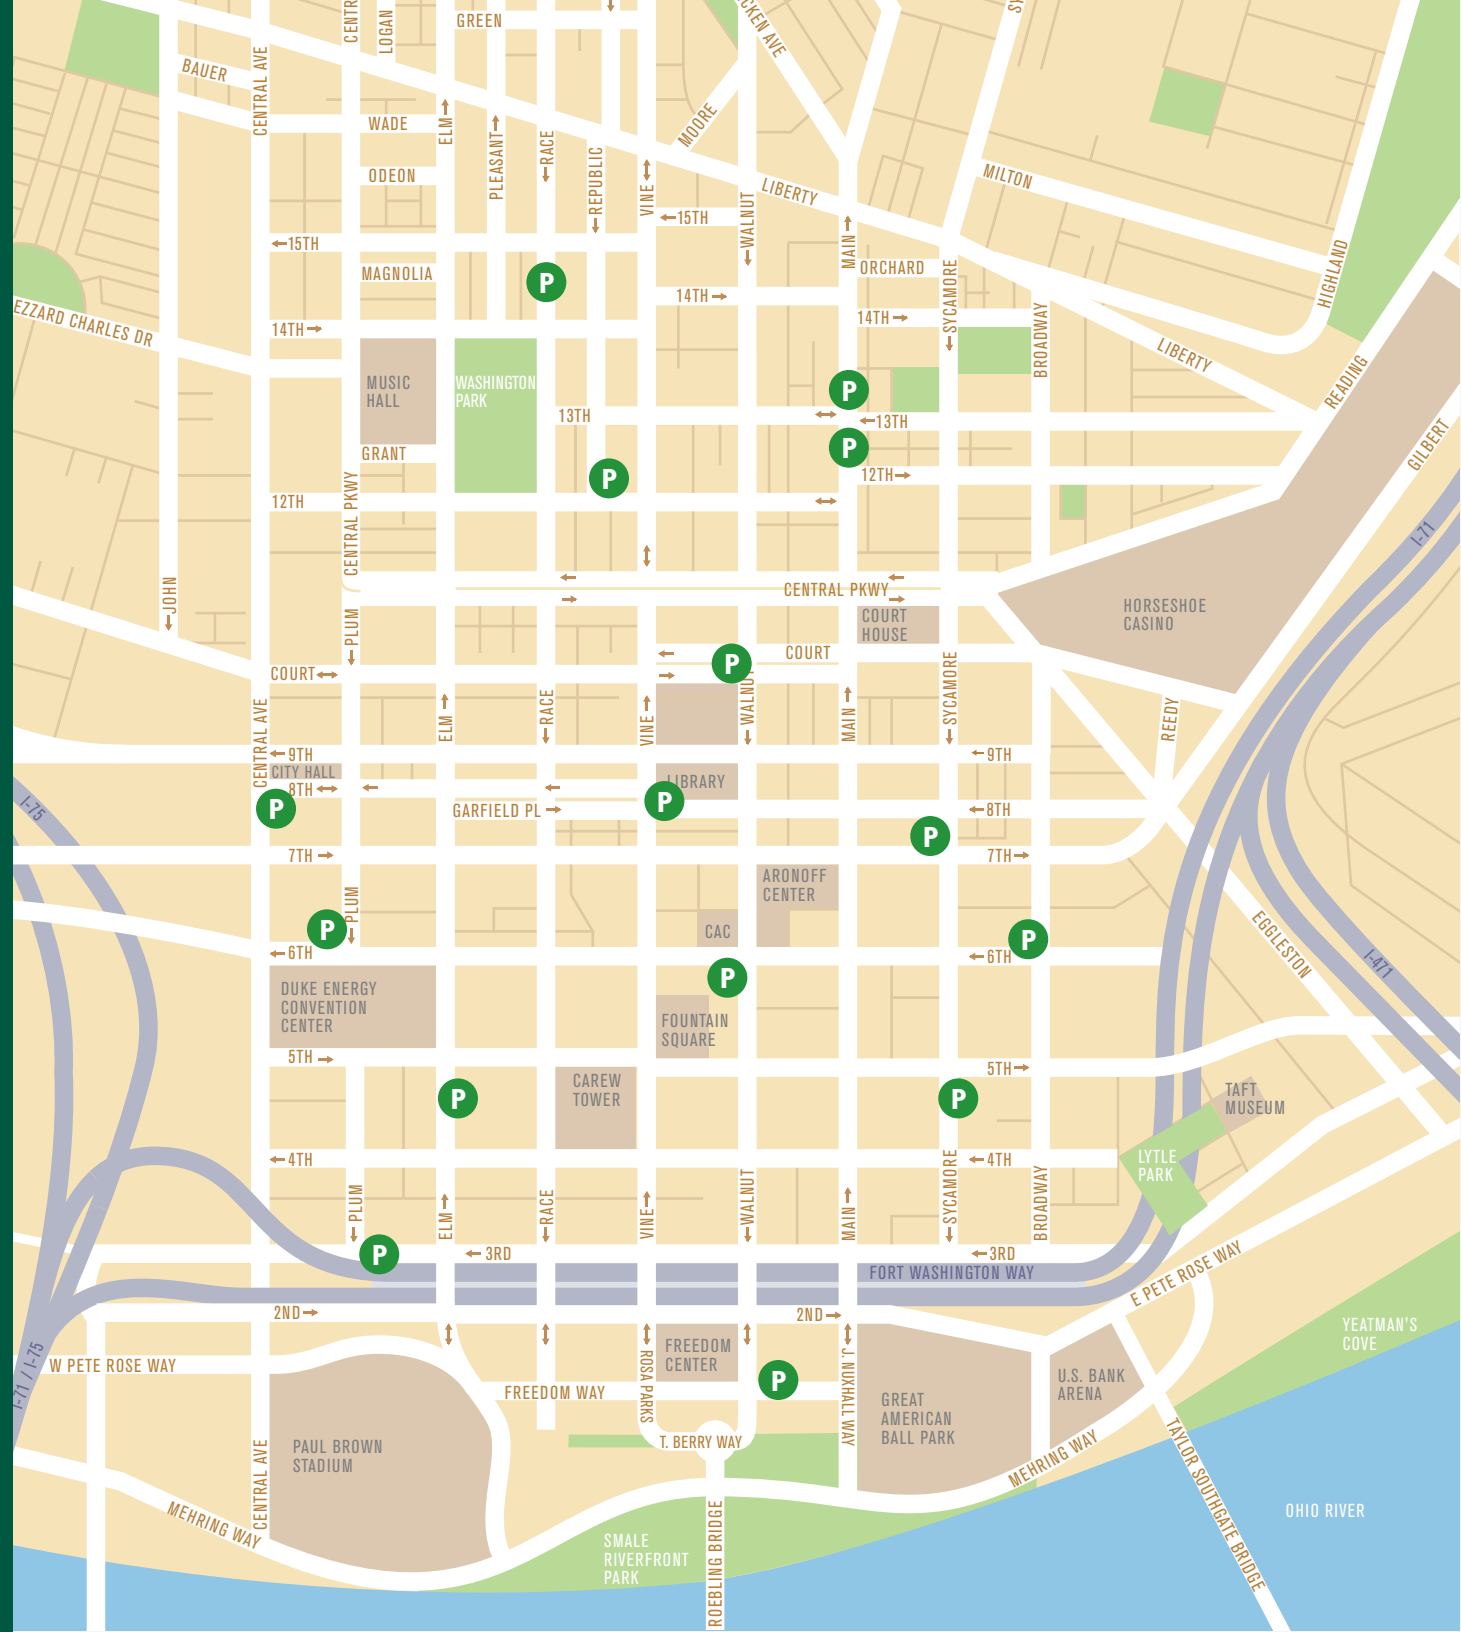 GREEN
CENTR
LOGAN
CKEN AVE
SY
BAUER
CENTRAL AVE
WADE
ELM
PLEASANT
RACE
REPUBLIC
VINE
MOORE
ODEON
LIBERTY
MILTON
15TH
WALNUT
15TH
MAIN
ORCHARD
SYCAMORE
HIGHLAND
MAGNOLIA
P
14TH
EZZARD CHARLES DR
14TH
14TH
BROADWAY
LIBERTY
READING
MUSIC
HALL
WASHINGTON
PARK
P
13TH
13TH
GILBERT
GRANT
P
12TH
P
12TH
CENTRAL PKWY
I-71
JOHN
CENTRAL PKWY
HORSESHOE
CASINO
COURT
HOUSE
PLUM
COURT
P
COURT
WALNUT
SYCAMORE
CENTRAL AVE
ELM
RACE
VINE
MAIN
REEDY
9TH
9TH
CITY HALL
8TH
LIBRARY
P
P
GARFIELD PL
8TH
I-75
P
7TH
7TH
ARONOFF
CENTER
PLUM
P
CAC
P
EGGLESTON
6TH
6TH
I-471
P
DUKE ENERGY
CONVENTION
CENTER
FOUNTAIN
SQUARE
5TH
5TH
CAREW
TOWER
P
P
TAFT
MUSEUM
4TH
4TH
LYTLE
PARK
PLUM
ELM
RACE
VINE
WALNUT
MAIN
SYCAMORE
BROADWAY
P
3RD
3RD
FORT WASHINGTON WAY
E PETE ROSE WAY
2ND
2ND
YEATMAN'S
COVE
I-71 / I-75
W PETE ROSE WAY
FREEDOM
CENTER
ROSA PARKS
P
J. NUXHALL WAY
U.S. BANK
ARENA
FREEDOM WAY
GREAT
AMERICAN
BALL PARK
T. BERRY WAY
PAUL BROWN
STADIUM
CENTRAL AVE
MEHRING WAY
TAYLOR SOUTHGATE BRIDGE
MEHRING WAY
OHIO RIVER
SMALE
RIVERFRONT
PARK
ROEBLING BRIDGE